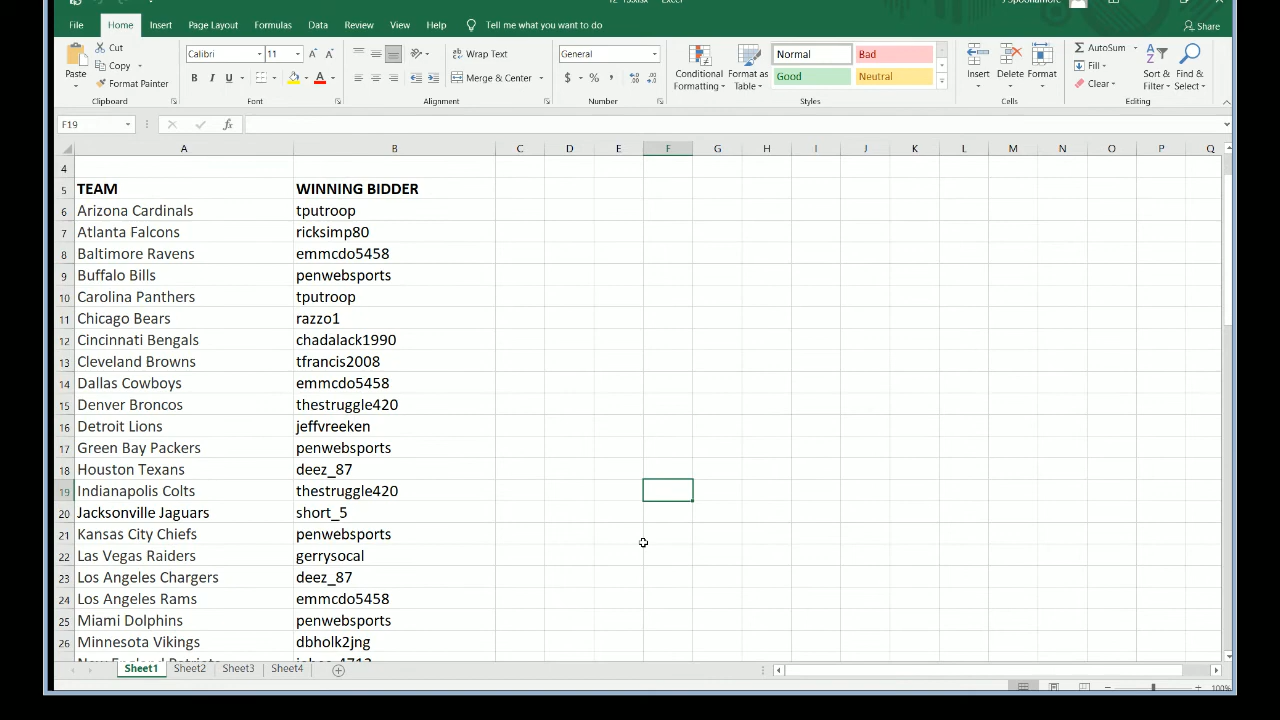 File Home Insert Page Layout Formulas Data Review View Help Tell me what you want to do Share
Paste Cut Copy Format Painter Clipboard
Calibri 11 B I U A Font
Wrap Text Merge & Center Alignment
General $ % , Number
Conditional Formatting Format as Table Normal Bad Good Neutral Styles
Insert Delete Format Cells
AutoSum Fill Clear Sort & Filter Find & Select Editing
F19 fx
A B C D E F G H I J K L M N O P Q
4
5 TEAM WINNING BIDDER
6 Arizona Cardinals tputroop
7 Atlanta Falcons ricksimp80
8 Baltimore Ravens emmcdo5458
9 Buffalo Bills penwebsports
10 Carolina Panthers tputroop
11 Chicago Bears razzo1
12 Cincinnati Bengals chadalack1990
13 Cleveland Browns tfrancis2008
14 Dallas Cowboys emmcdo5458
15 Denver Broncos thestruggle420
16 Detroit Lions jeffvreeken
17 Green Bay Packers penwebsports
18 Houston Texans deez_87
19 Indianapolis Colts thestruggle420
20 Jacksonville Jaguars short_5
21 Kansas City Chiefs penwebsports
22 Las Vegas Raiders gerrysocal
23 Los Angeles Chargers deez_87
24 Los Angeles Rams emmcdo5458
25 Miami Dolphins penwebsports
26 Minnesota Vikings dbholk2jng
Sheet1 Sheet2 Sheet3 Sheet4
100%